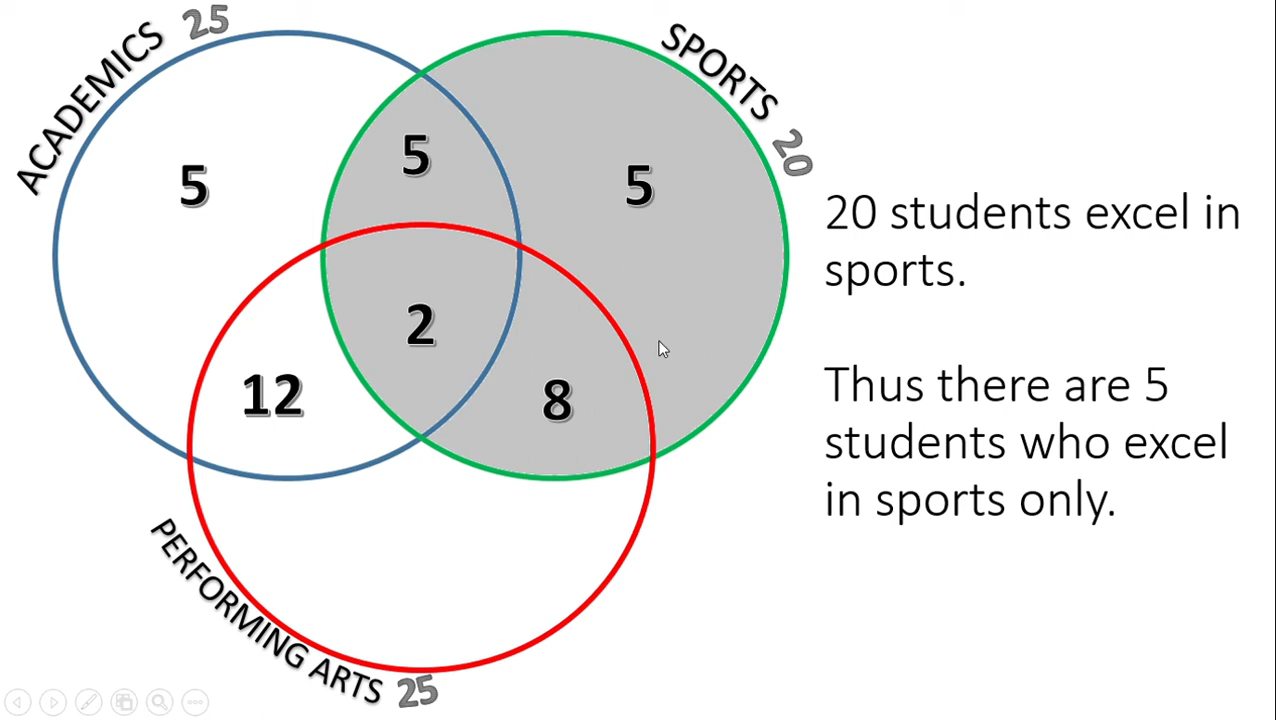 ACADEMICS 25
SPORTS 20
5
5
5
2
12
8
PERFORMING ARTS 25
20 students excel in
sports.
Thus there are 5
students who excel
in sports only.